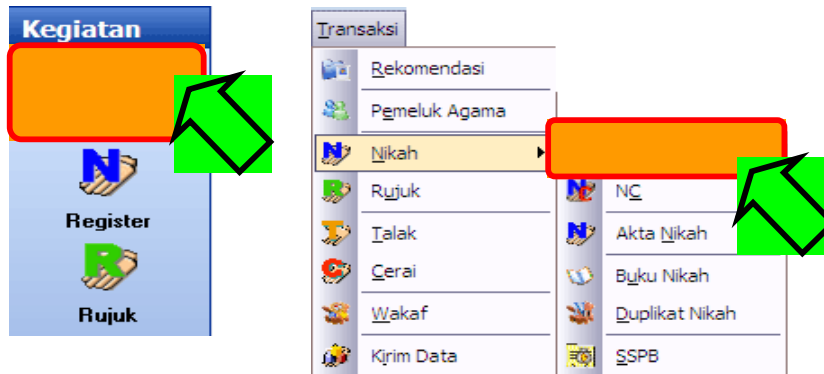 Kegiatan
Register
Rujuk
Transaksi
Rekomendasi
Pemeluk Agama
Nikah
Rujuk
Talak
Cerai
Wakaf
Kirim Data
NC
Akta Nikah
Buku Nikah
Duplikat Nikah
SSPB